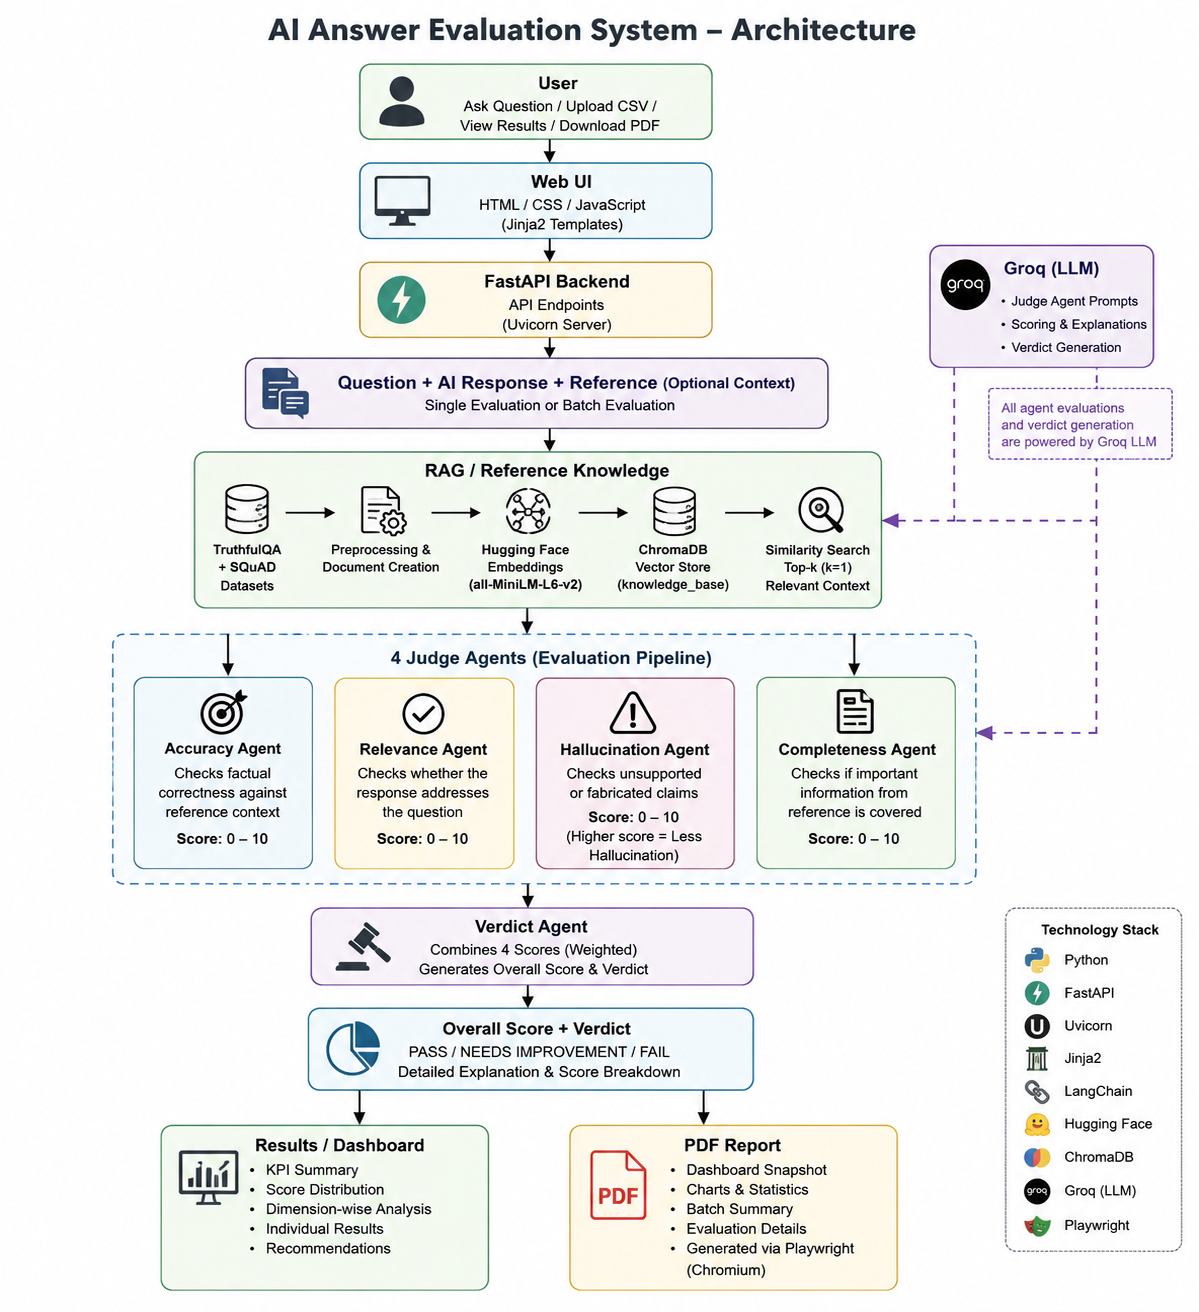 AI Answer Evaluation System – Architecture
User
Ask Question / Upload CSV /
View Results / Download PDF
Web UI
HTML / CSS / JavaScript
(Jinja2 Templates)
FastAPI Backend
API Endpoints
(Uvicorn Server)
groq
Groq (LLM)
• Judge Agent Prompts
• Scoring & Explanations
• Verdict Generation
All agent evaluations
and verdict generation
are powered by Groq LLM
Question + AI Response + Reference (Optional Context)
Single Evaluation or Batch Evaluation
RAG / Reference Knowledge
TruthfulQA
+ SQuAD
Datasets
Preprocessing &
Document Creation
Hugging Face
Embeddings
(all-MiniLM-L6-v2)
ChromaDB
Vector Store
(knowledge_base)
Similarity Search
Top-k (k=1)
Relevant Context
4 Judge Agents (Evaluation Pipeline)
Accuracy Agent
Checks factual
correctness against
reference context
Score: 0 – 10
Relevance Agent
Checks whether the
response addresses
the question
Score: 0 – 10
Hallucination Agent
Checks unsupported
or fabricated claims
Score: 0 – 10
(Higher score = Less
Hallucination)
Completeness Agent
Checks if important
information from
reference is covered
Score: 0 – 10
Verdict Agent
Combines 4 Scores (Weighted)
Generates Overall Score & Verdict
Overall Score + Verdict
PASS / NEEDS IMPROVEMENT / FAIL
Detailed Explanation & Score Breakdown
Results / Dashboard
• KPI Summary
• Score Distribution
• Dimension-wise Analysis
• Individual Results
• Recommendations
PDF
PDF Report
• Dashboard Snapshot
• Charts & Statistics
• Batch Summary
• Evaluation Details
• Generated via Playwright
(Chromium)
Technology Stack
Python
FastAPI
U Uvicorn
Jinja2
LangChain
Hugging Face
ChromaDB
groq Groq (LLM)
Playwright